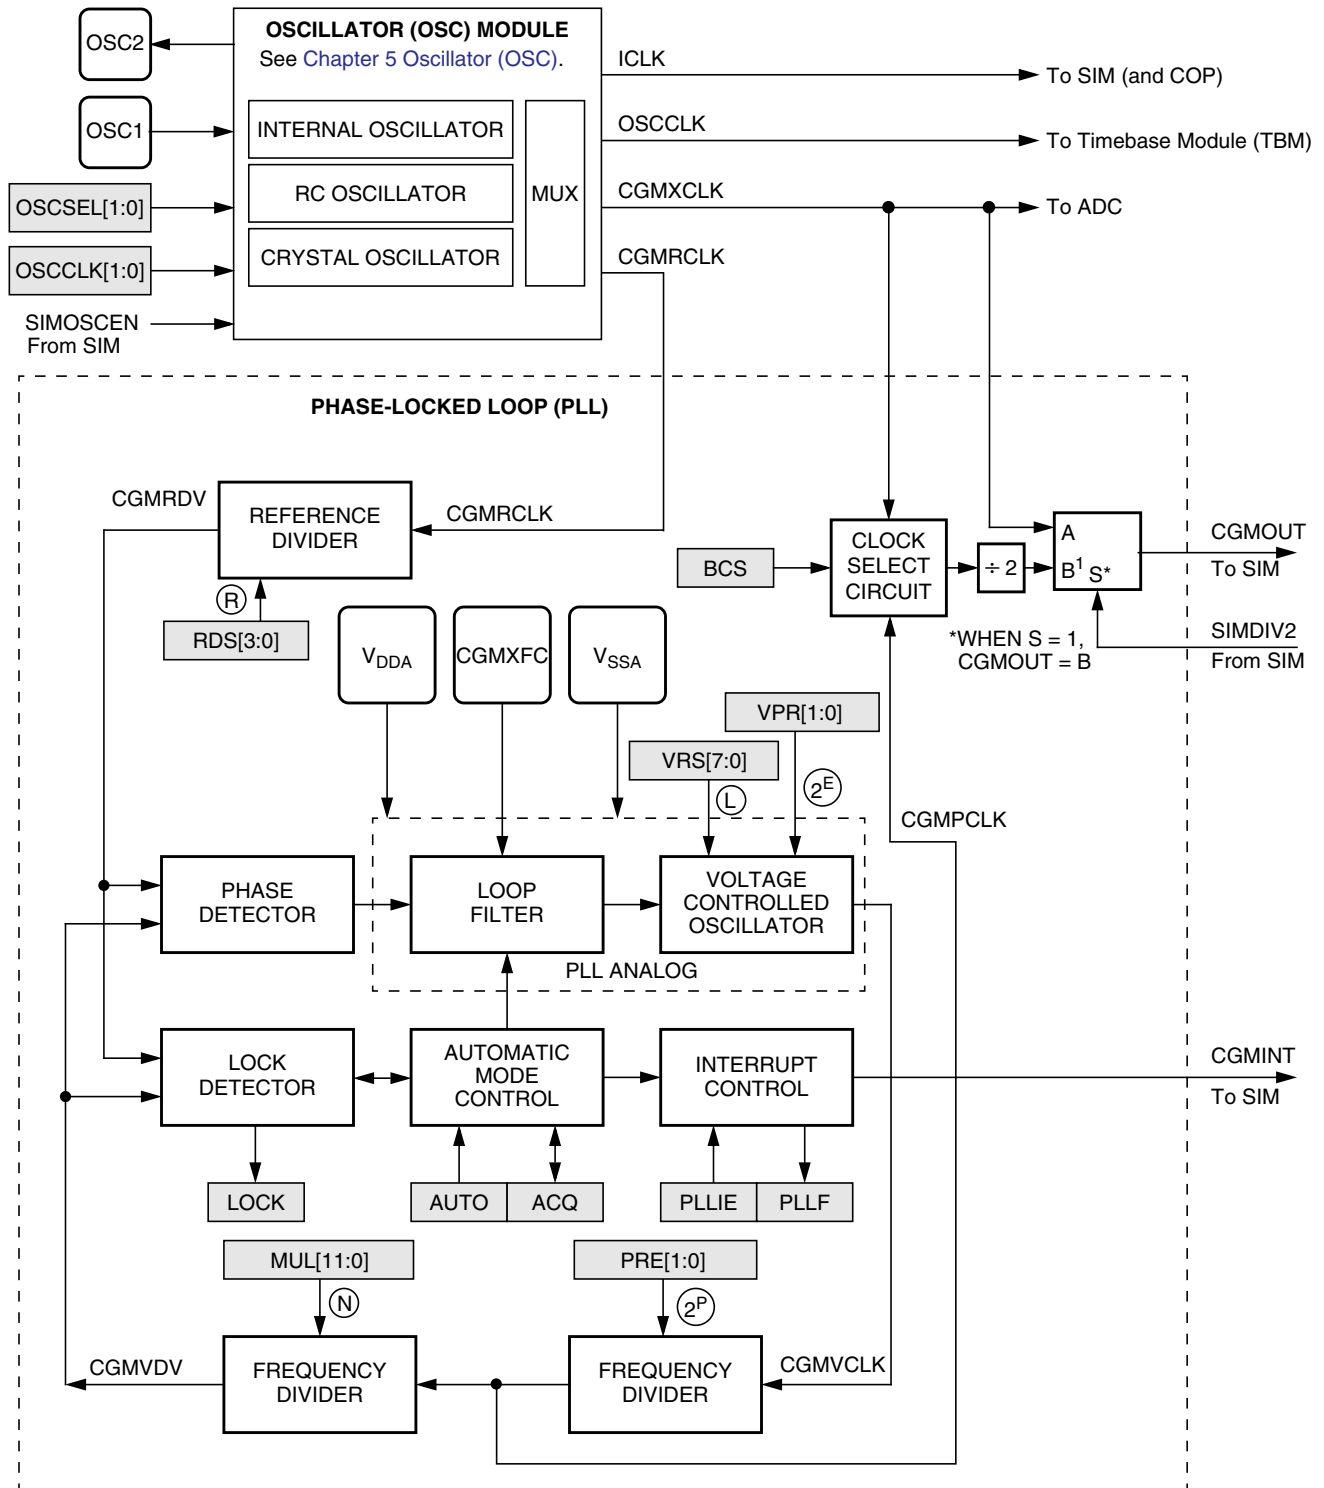 OSC2
OSCILLATOR (OSC) MODULE
See Chapter 5 Oscillator (OSC).
ICLK
To SIM (and COP)
OSC1
INTERNAL OSCILLATOR
OSCCLK
To Timebase Module (TBM)
OSCSEL[1:0]
RC OSCILLATOR
MUX
CGMXCLK
To ADC
OSCCLK[1:0]
CRYSTAL OSCILLATOR
CGMRCLK
SIMOSCEN
From SIM
PHASE-LOCKED LOOP (PLL)
CGMRDV
REFERENCE
DIVIDER
CGMRCLK
BCS
CLOCK
SELECT
CIRCUIT
÷ 2
A
B1 S*
CGMOUT
To SIM
R
RDS[3:0]
VDDA
CGMXFC
VSSA
*WHEN S = 1,
CGMOUT = B
SIMDIV2
From SIM
VPR[1:0]
VRS[7:0]
L
2E
CGMPCLK
PHASE
DETECTOR
LOOP
FILTER
VOLTAGE
CONTROLLED
OSCILLATOR
PLL ANALOG
LOCK
DETECTOR
AUTOMATIC
MODE
CONTROL
INTERRUPT
CONTROL
CGMINT
To SIM
LOCK
AUTO
ACQ
PLLIE
PLLF
MUL[11:0]
PRE[1:0]
N
2P
CGMVDV
FREQUENCY
DIVIDER
FREQUENCY
DIVIDER
CGMVCLK